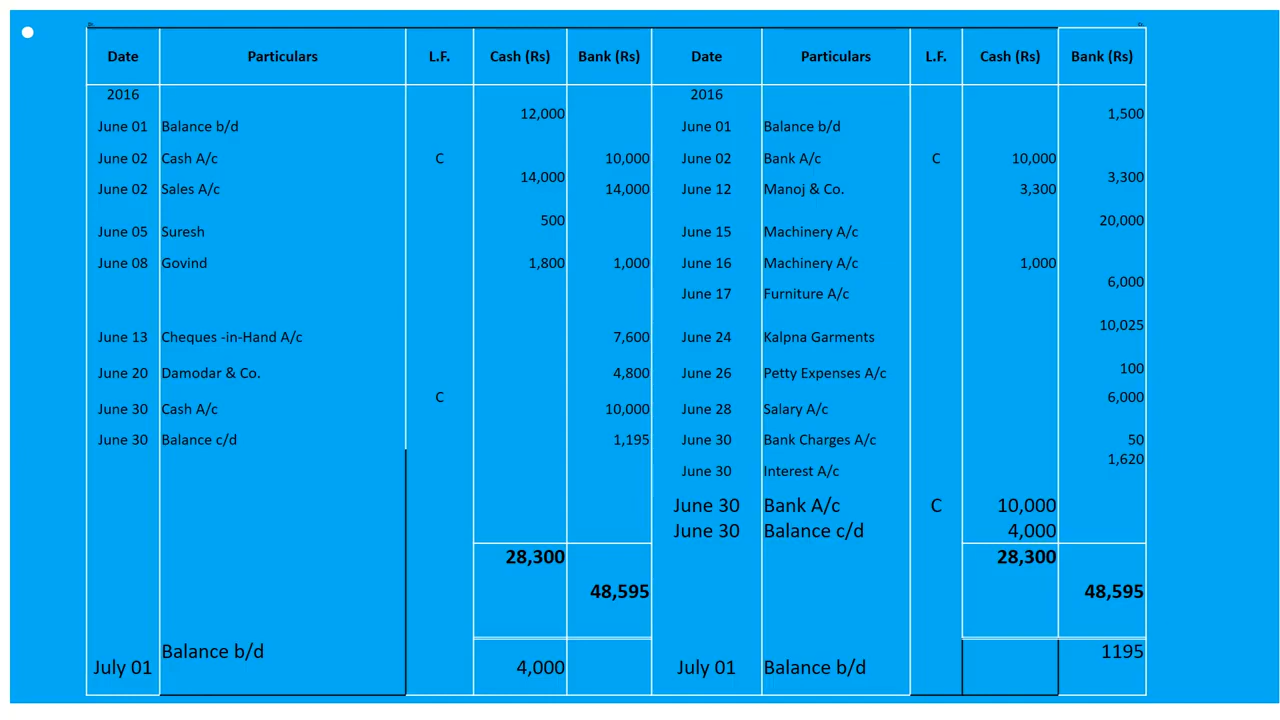 Date Particulars L.F. Cash (Rs) Bank (Rs) Date Particulars L.F. Cash (Rs) Bank (Rs)
2016 2016
June 01 Balance b/d 12,000 June 01 Balance b/d 1,500
June 02 Cash A/c C 10,000 June 02 Bank A/c C 10,000
June 02 Sales A/c 14,000 14,000 June 12 Manoj & Co. 3,300 3,300
June 05 Suresh 500 June 15 Machinery A/c 20,000
June 08 Govind 1,800 1,000 June 16 Machinery A/c 1,000
June 17 Furniture A/c 6,000
June 13 Cheques -in-Hand A/c 7,600 June 24 Kalpna Garments 10,025
June 20 Damodar & Co. 4,800 June 26 Petty Expenses A/c 100
June 30 Cash A/c C 10,000 June 28 Salary A/c 6,000
June 30 Balance c/d 1,195 June 30 Bank Charges A/c 50
June 30 Interest A/c 1,620
June 30 Bank A/c C 10,000
June 30 Balance c/d 4,000
28,300 28,300
48,595 48,595
July 01 Balance b/d 4,000 July 01 Balance b/d 1195